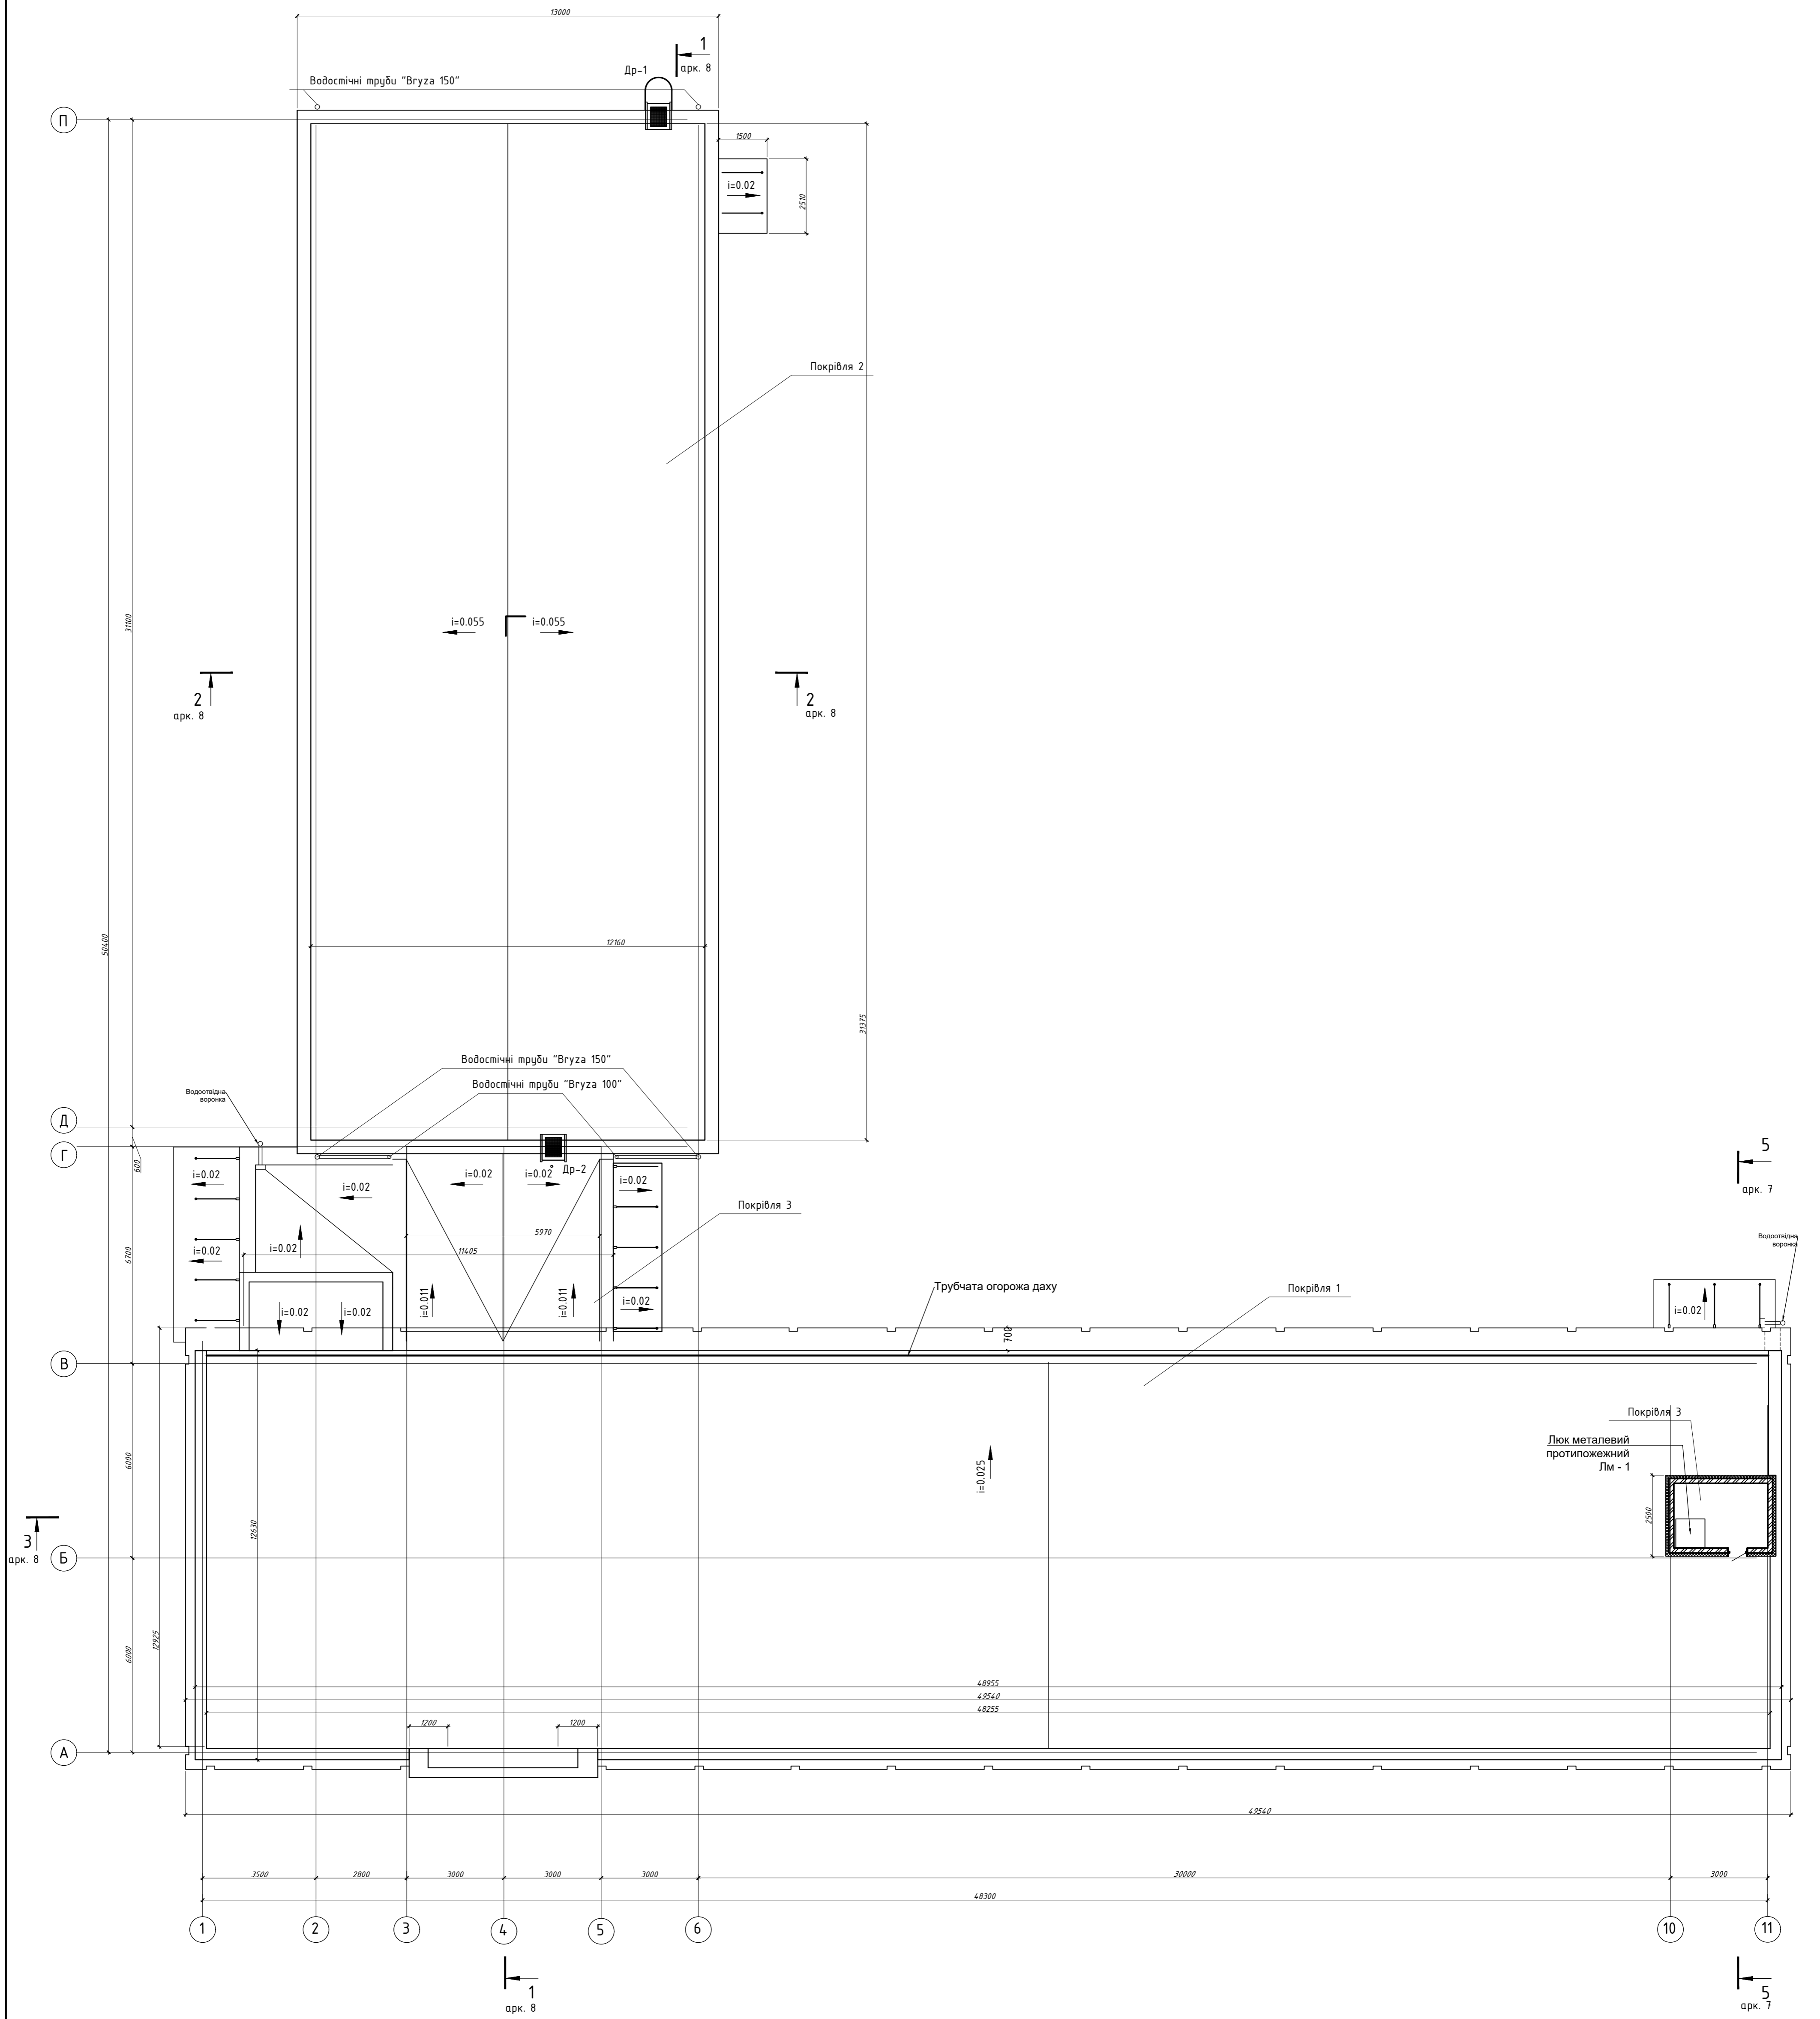 13000
1
арк. 8
Др-1
Водостічні труби "Bryza 150"
П
1500
i=0.02
2510
Покрівля 2
31100
i=0.055
i=0.055
2
арк. 8
2
арк. 8
50400
12160
31375
Водостічні труби "Bryza 150"
Водостічні труби "Bryza 100"
Водоотвідна
воронка
Д
Г
600
5
арк. 7
Др-2
i=0.02
i=0.02
i=0.02
i=0.02
i=0.02
Покрівля 3
5970
11405
6700
i=0.02
i=0.02
Водоотвідна
воронка
Трубчата огорожа даху
Покрівля 1
i=0.011
i=0.011
i=0.02
i=0.02
i=0.02
i=0.02
700
В
Покрівля 3
Люк металевий
протипожежний
Лм - 1
6000
i=0.025
2500
3
арк. 8
12630
Б
12925
6000
48955
49540
48255
1200
1200
А
49540
3500
2800
3000
3000
3000
30000
3000
48300
1
2
3
4
5
6
10
11
1
арк. 8
5
арк. 7